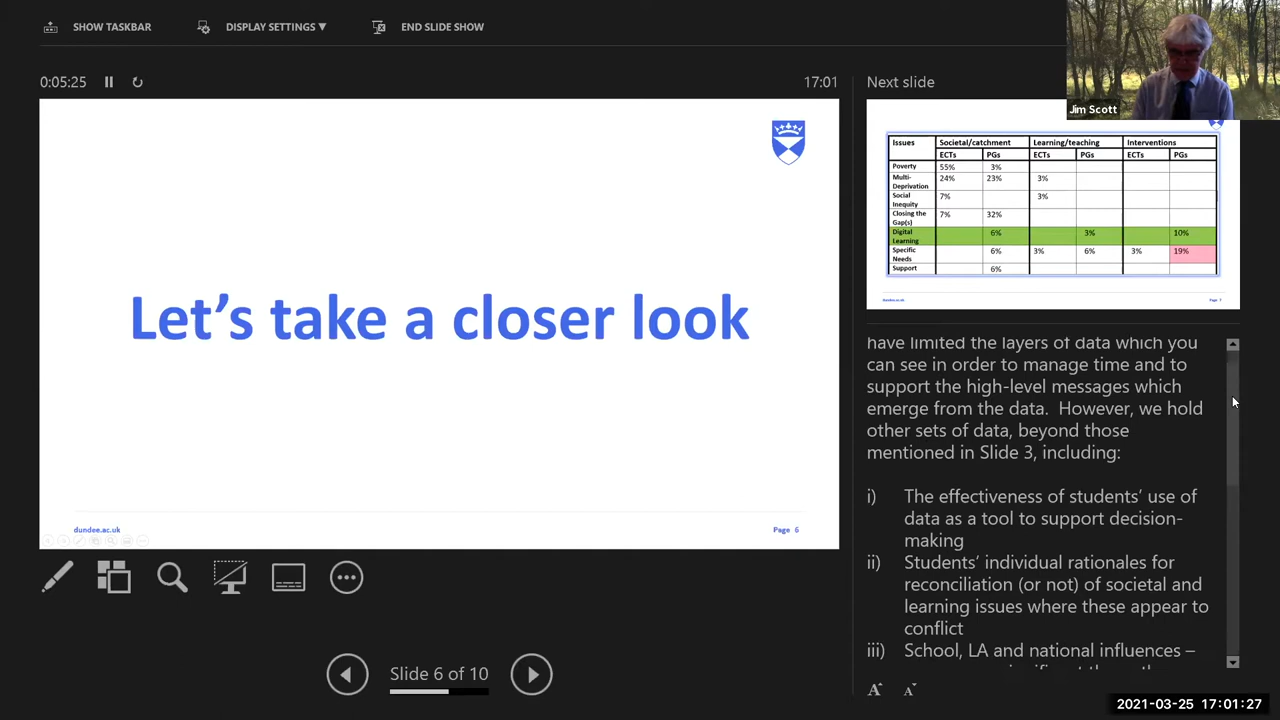 SHOW TASKBAR
DISPLAY SETTINGS ▼
END SLIDE SHOW
0:05:25
17:01
Let's take a closer look
dundee.ac.uk
Page 6
Slide 6 of 10
Next slide
Jim Scott
Issues Societal/catchment Learning/teaching Interventions
ECTs PGs ECTs PGs ECTs PGs
Poverty 55% 3%
Multi- 24% 23% 3%
Deprivation
Social 7% 3%
Inequity
Closing the 7% 32%
Gap(s)
Digital 6% 3% 10%
Learning
Specific 6% 3% 6% 3% 19%
Needs
Support 6%
dundee.ac.uk
Page 7
have limited the layers of data which you
can see in order to manage time and to
support the high-level messages which
emerge from the data. However, we hold
other sets of data, beyond those
mentioned in Slide 3, including:
i) The effectiveness of students' use of
data as a tool to support decision-
making
ii) Students' individual rationales for
reconciliation (or not) of societal and
learning issues where these appear to
conflict
iii) School, LA and national influences –
A A
2021-03-25 17:01:27